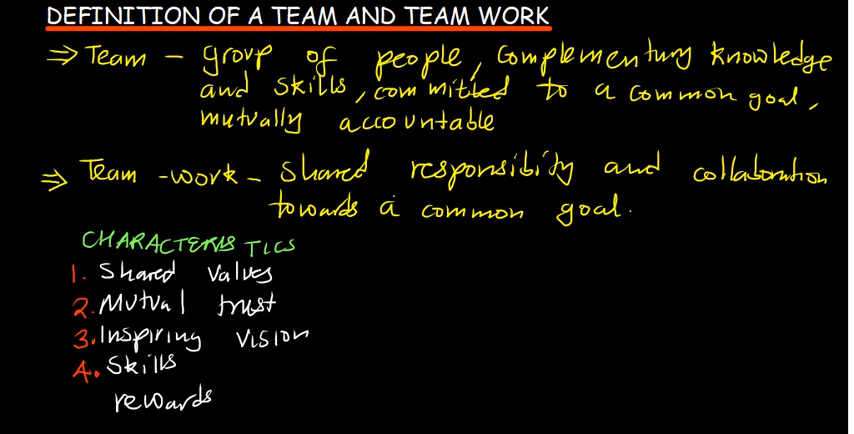 DEFINITION OF A TEAM AND TEAM WORK
⇒ Team – group of people, complementury knowledge
and skills, committed to a common goal,
mutually accountable
⇒ Team -work – shared responsibility and collaboration
towards a common goal.
CHARACTERISTICS
1. Shared values
2. Mutual trust
3. Inspiring vision
4. Skills
rewards